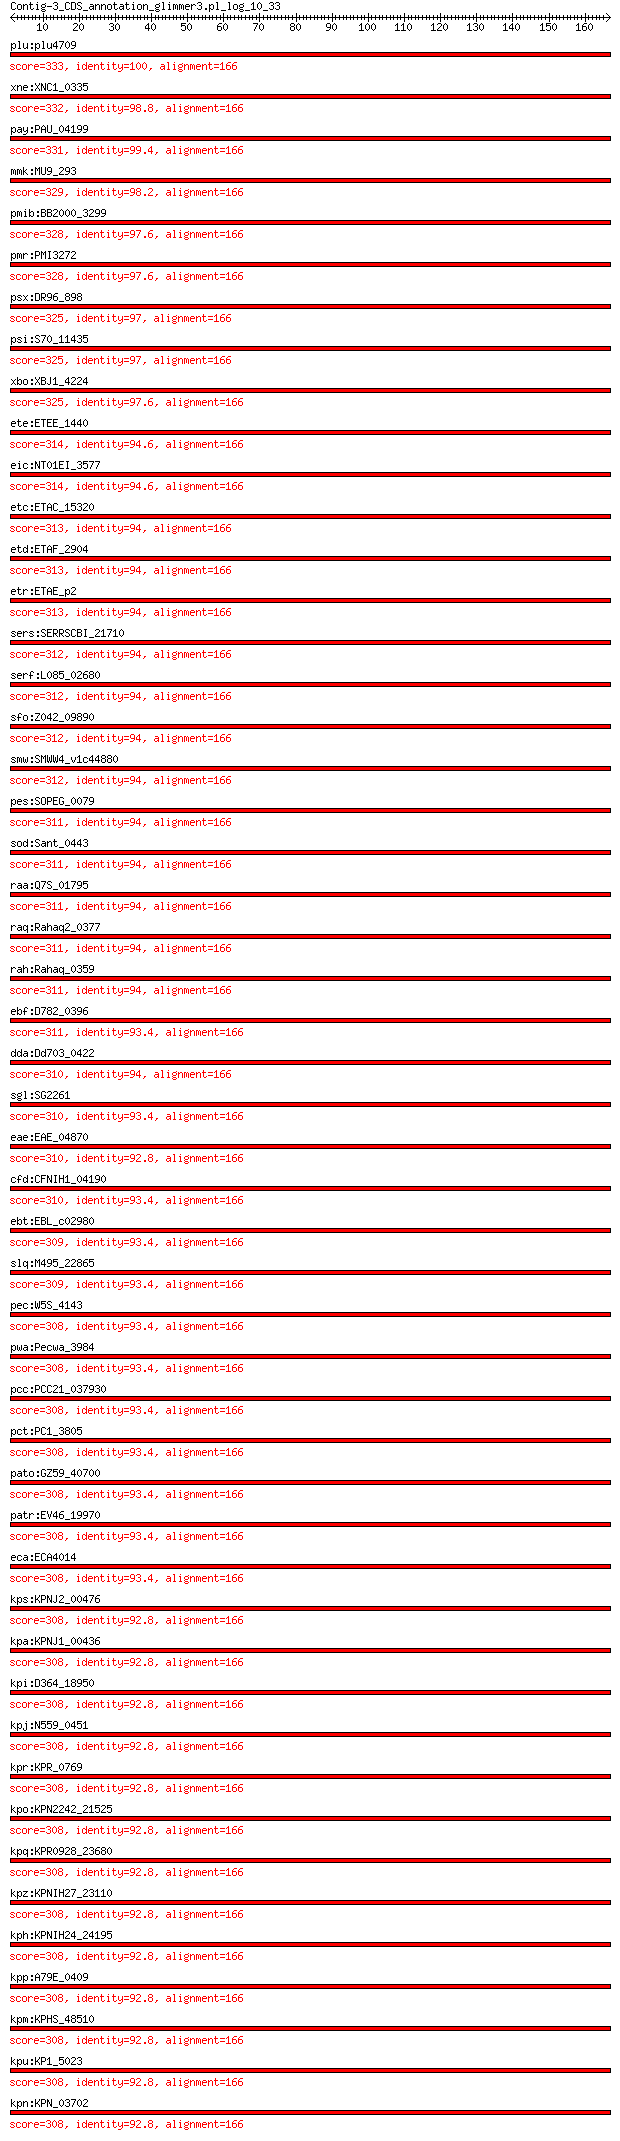 Contig-3_CDS_annotation_glimmer3.pl_log_10_33
10 20 30 40 50 60 70 80 90 100 110 120 130 140 150 160
plu:plu4709
score=333, identity=100, alignment=166
xne:XNC1_0335
score=332, identity=98.8, alignment=166
pay:PAU_04199
score=331, identity=99.4, alignment=166
mmk:MU9_293
score=329, identity=98.2, alignment=166
pmib:BB2000_3299
score=328, identity=97.6, alignment=166
pmr:PMI3272
score=328, identity=97.6, alignment=166
psx:DR96_898
score=325, identity=97, alignment=166
psi:S70_11435
score=325, identity=97, alignment=166
xbo:XBJ1_4224
score=325, identity=97.6, alignment=166
ete:ETEE_1440
score=314, identity=94.6, alignment=166
eic:NT01EI_3577
score=314, identity=94.6, alignment=166
etc:ETAC_15320
score=313, identity=94, alignment=166
etd:ETAF_2904
score=313, identity=94, alignment=166
etr:ETAE_p2
score=313, identity=94, alignment=166
sers:SERRSCBI_21710
score=312, identity=94, alignment=166
serf:L085_02680
score=312, identity=94, alignment=166
sfo:Z042_09890
score=312, identity=94, alignment=166
smw:SMWW4_v1c44880
score=312, identity=94, alignment=166
pes:SOPEG_0079
score=311, identity=94, alignment=166
sod:Sant_0443
score=311, identity=94, alignment=166
raa:Q7S_01795
score=311, identity=94, alignment=166
raq:Rahaq2_0377
score=311, identity=94, alignment=166
rah:Rahaq_0359
score=311, identity=94, alignment=166
ebf:D782_0396
score=311, identity=93.4, alignment=166
dda:Dd703_0422
score=310, identity=94, alignment=166
sgl:SG2261
score=310, identity=93.4, alignment=166
eae:EAE_04870
score=310, identity=92.8, alignment=166
cfd:CFNIH1_04190
score=310, identity=93.4, alignment=166
ebt:EBL_c02980
score=309, identity=93.4, alignment=166
slq:M495_22865
score=309, identity=93.4, alignment=166
pec:W5S_4143
score=308, identity=93.4, alignment=166
pwa:Pecwa_3984
score=308, identity=93.4, alignment=166
pcc:PCC21_037930
score=308, identity=93.4, alignment=166
pct:PC1_3805
score=308, identity=93.4, alignment=166
pato:GZ59_40700
score=308, identity=93.4, alignment=166
patr:EV46_19970
score=308, identity=93.4, alignment=166
eca:ECA4014
score=308, identity=93.4, alignment=166
kps:KPNJ2_00476
score=308, identity=92.8, alignment=166
kpa:KPNJ1_00436
score=308, identity=92.8, alignment=166
kpi:D364_18950
score=308, identity=92.8, alignment=166
kpj:N559_0451
score=308, identity=92.8, alignment=166
kpr:KPR_0769
score=308, identity=92.8, alignment=166
kpo:KPN2242_21525
score=308, identity=92.8, alignment=166
kpq:KPR0928_23680
score=308, identity=92.8, alignment=166
kpz:KPNIH27_23110
score=308, identity=92.8, alignment=166
kph:KPNIH24_24195
score=308, identity=92.8, alignment=166
kpp:A79E_0409
score=308, identity=92.8, alignment=166
kpm:KPHS_48510
score=308, identity=92.8, alignment=166
kpu:KP1_5023
score=308, identity=92.8, alignment=166
kpn:KPN_03702
score=308, identity=92.8, alignment=166